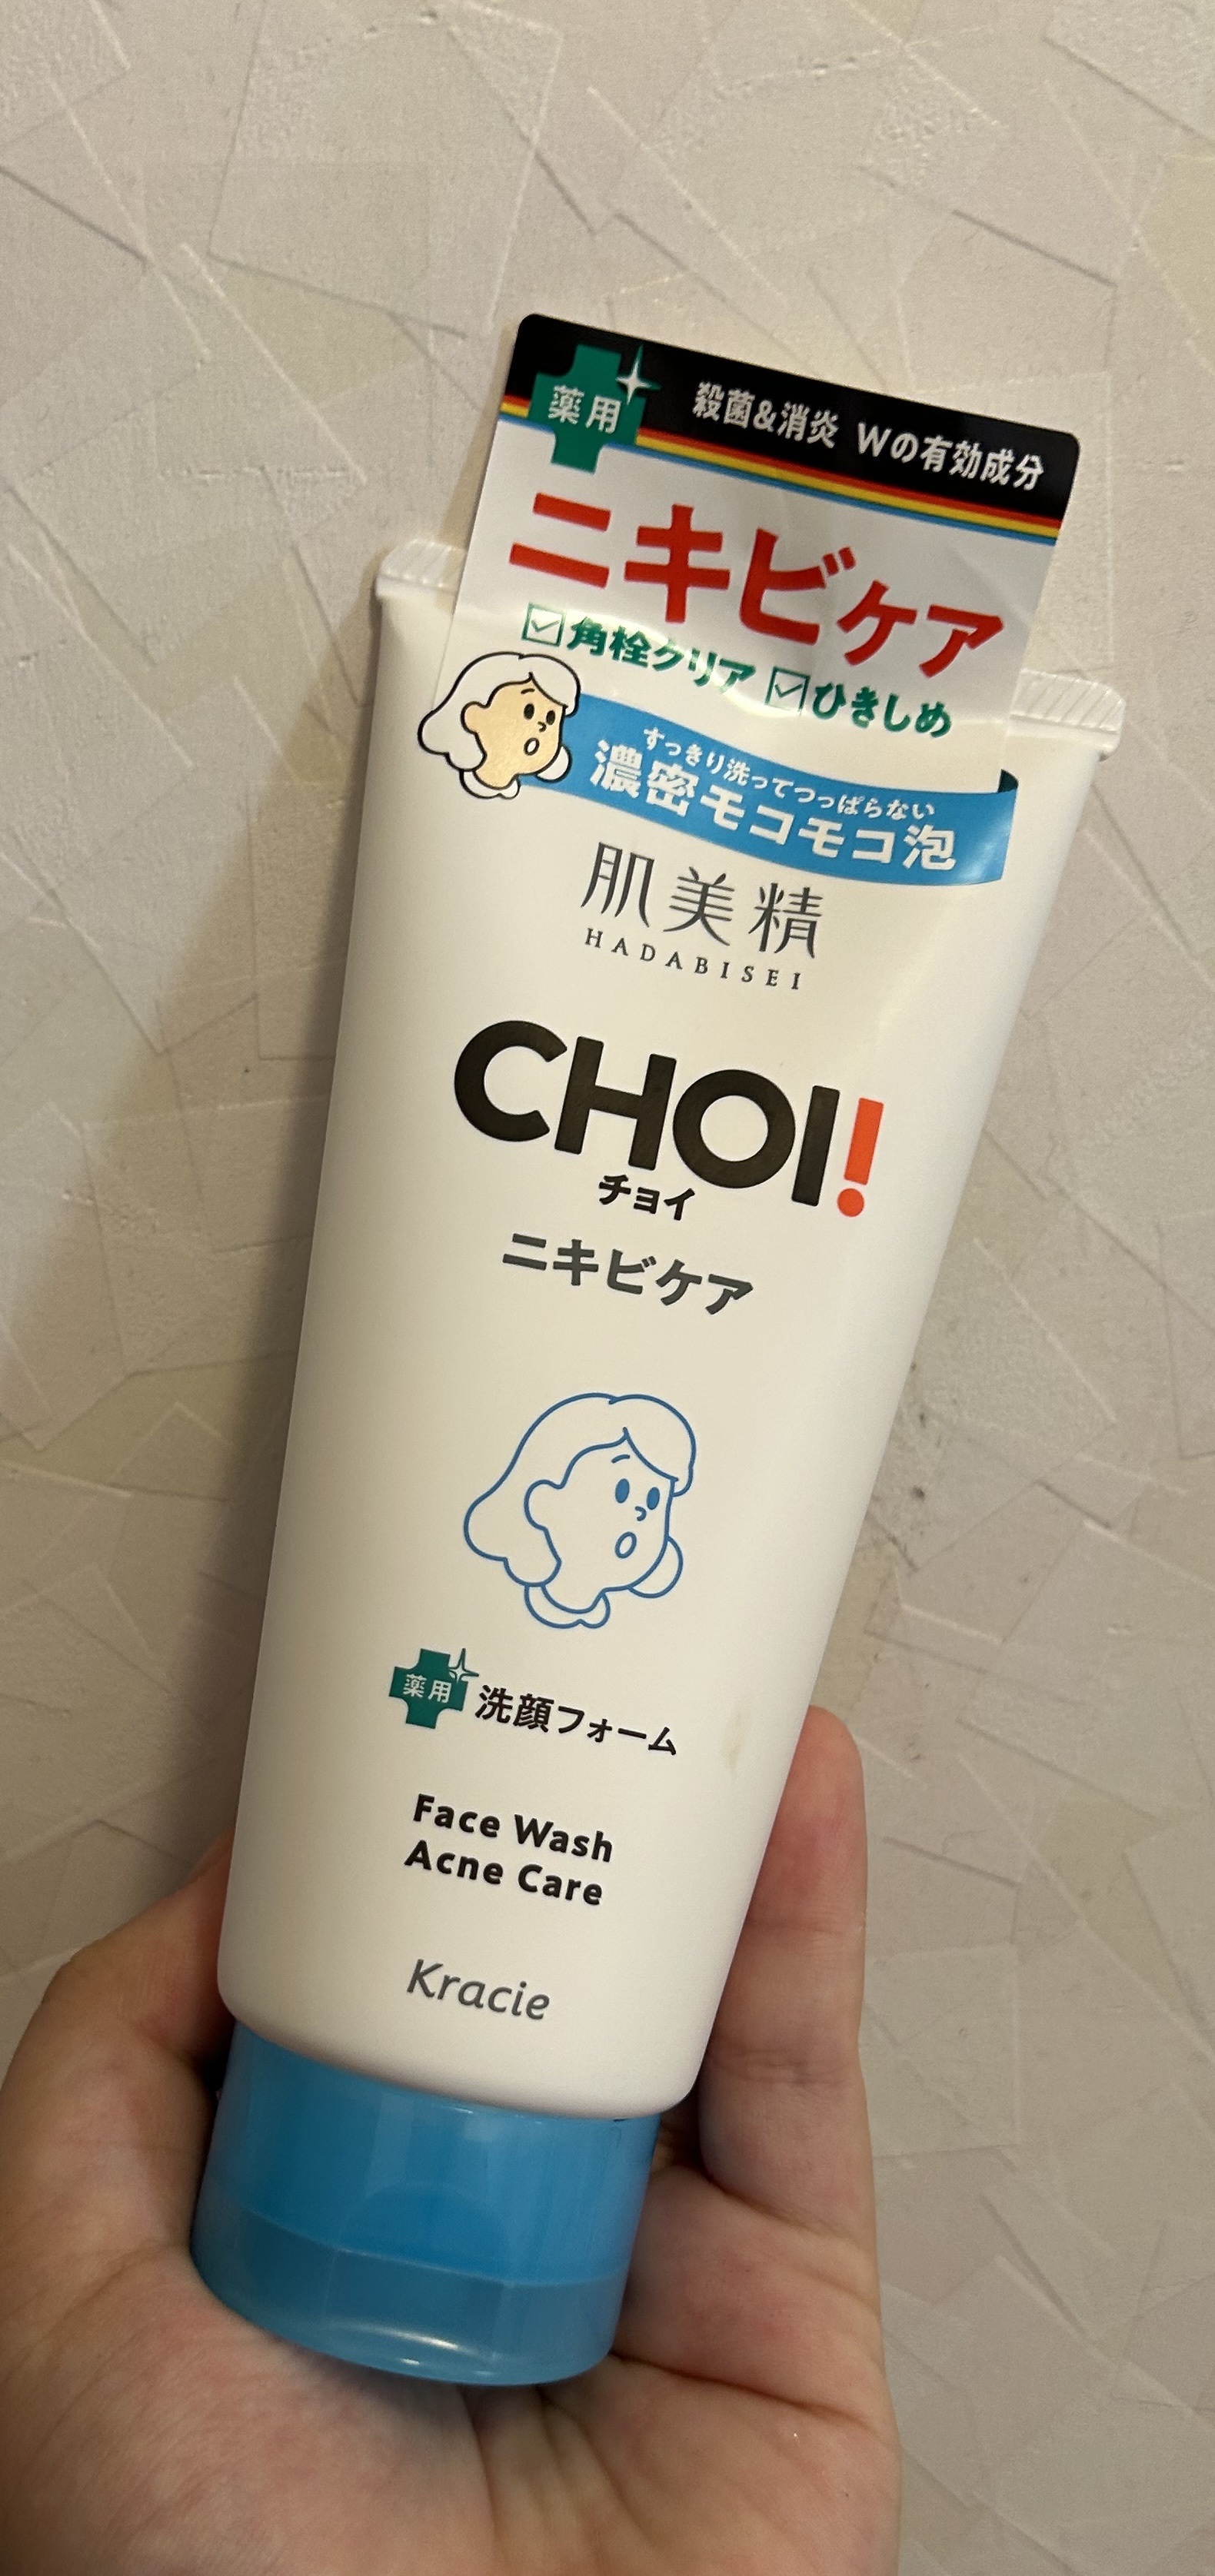 薬用
殺菌&消炎 Wの有効成分
ニキビケア
角栓クリア ひきしめ
すっきり洗ってつっぱらない
濃密モコモコ泡
肌美精
HADABISEI
CHOI!
チョイ
ニキビケア
薬用 洗顔フォーム
Face Wash
Acne Care
Kracie